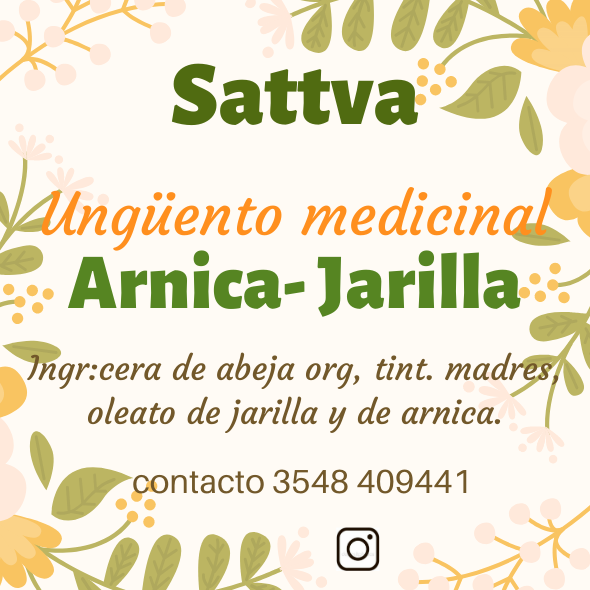 Sattva
Ungüento medicinal
Arnica- Jarilla
Ingr:cera de abeja org, tint. madres,
oleato de jarilla y de arnica.
contacto 3548 409441